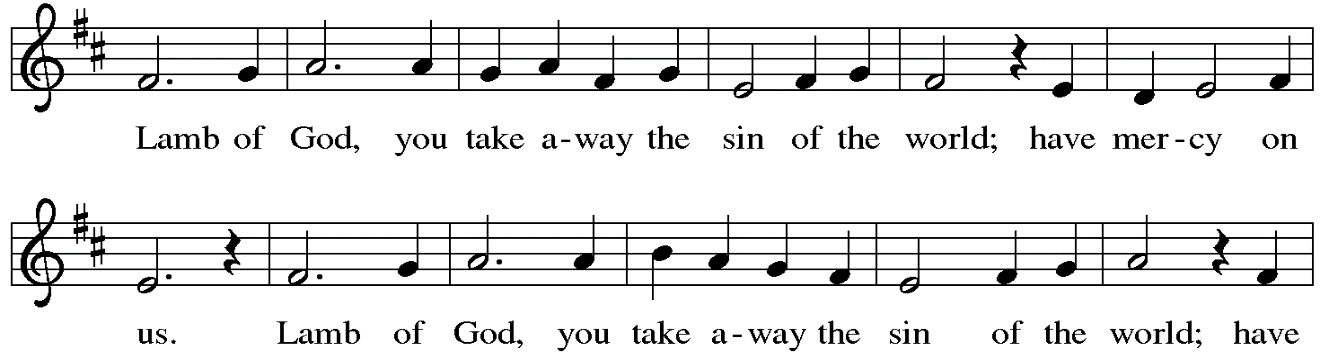 Lamb of God, you take a-way the sin of the world; have mer-cy on
us. Lamb of God, you take a-way the sin of the world; have